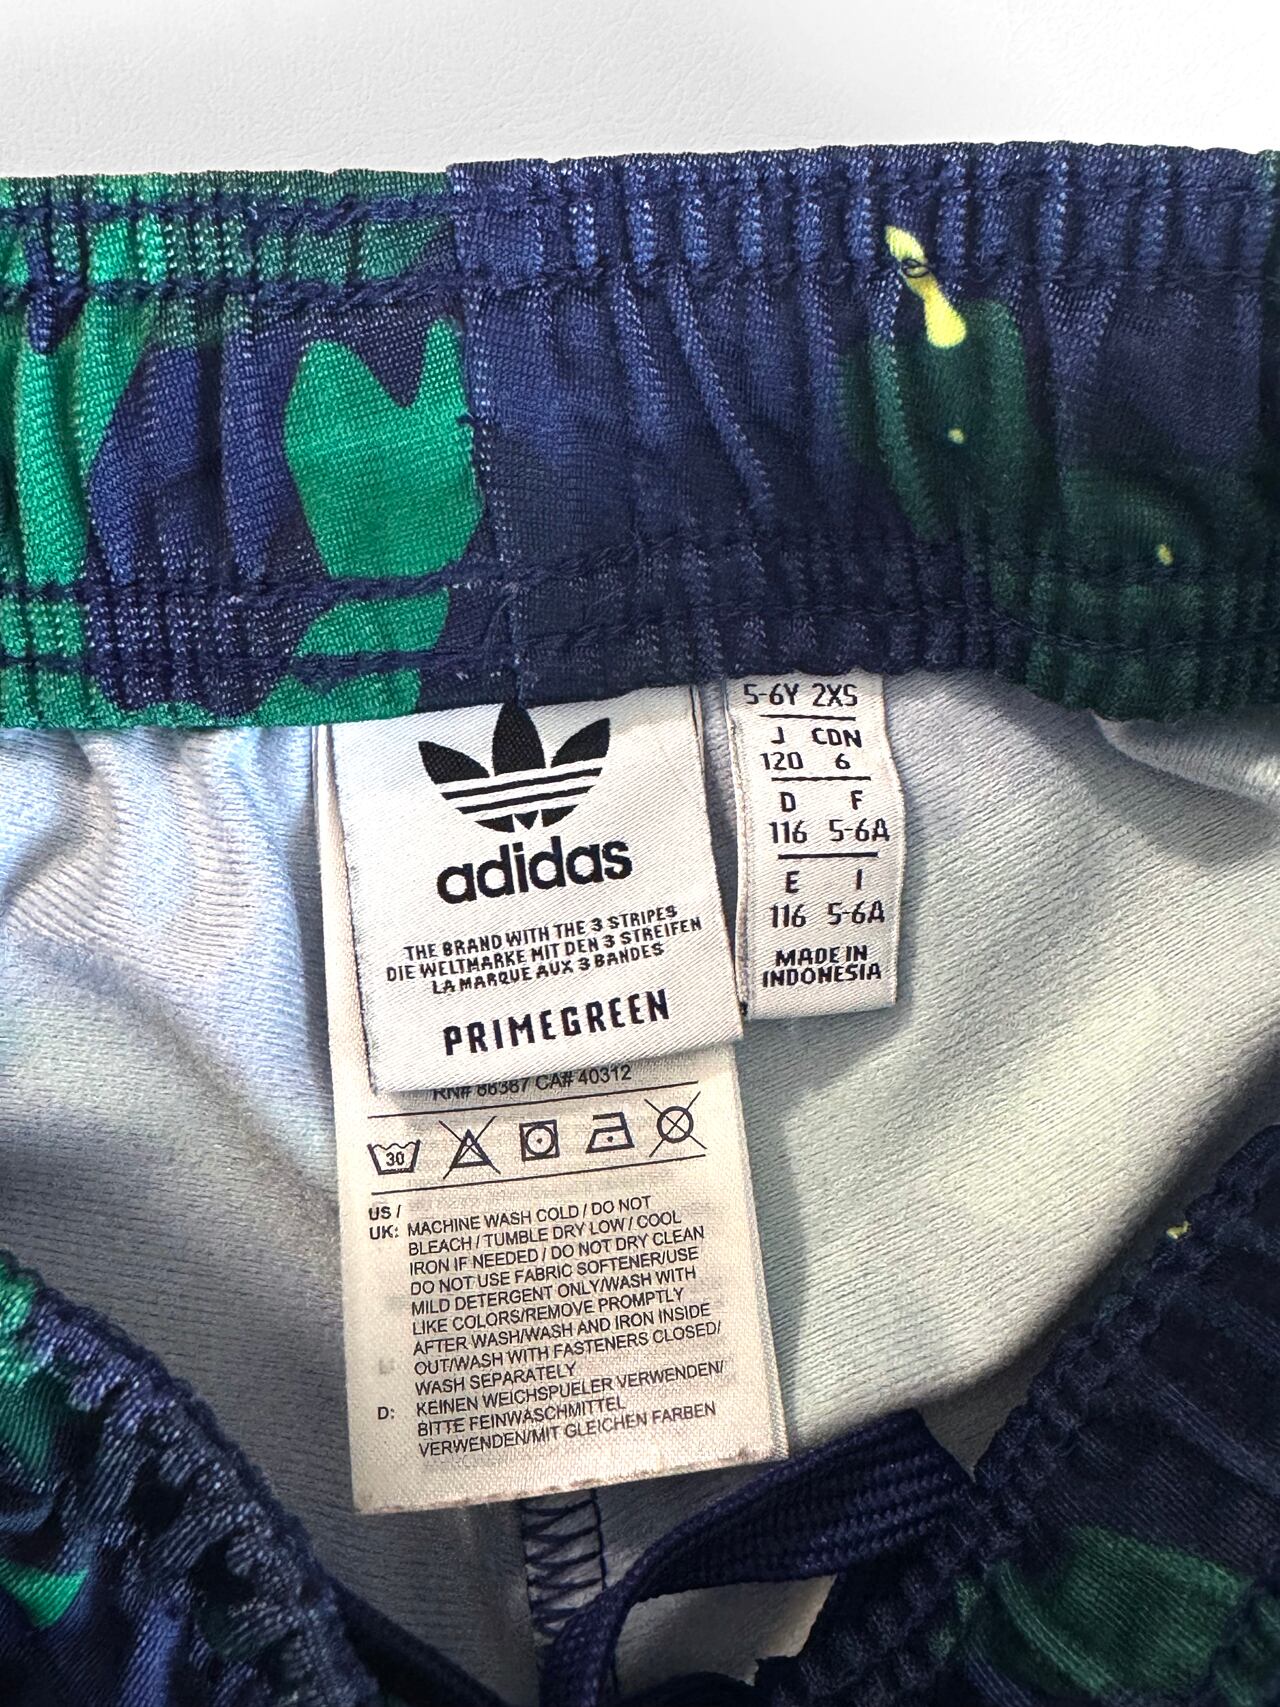 adidas
THE BRAND WITH THE 3 STRIPES
DIE WELTMARKE MIT DEN 3 STREIFEN
LA MARQUE AUX 3 BANDES
PRIMEGREEN
5-6Y 2XS
J CDN
120 6
D F
116 5-6A
E I
116 5-6A
MADE IN
INDONESIA
RN# 88387 CA# 40312
30
US /
UK: MACHINE WASH COLD / DO NOT
BLEACH / TUMBLE DRY LOW / COOL
IRON IF NEEDED / DO NOT DRY CLEAN
DO NOT USE FABRIC SOFTENER/USE
MILD DETERGENT ONLY/WASH WITH
LIKE COLORS/REMOVE PROMPTLY
AFTER WASH/WASH AND IRON INSIDE
OUT/WASH WITH FASTENERS CLOSED/
WASH SEPARATELY
D: KEINEN WEICHSPUELER VERWENDEN/
BITTE FEINWASCHMITTEL
VERWENDEN/MIT GLEICHEN FARBEN